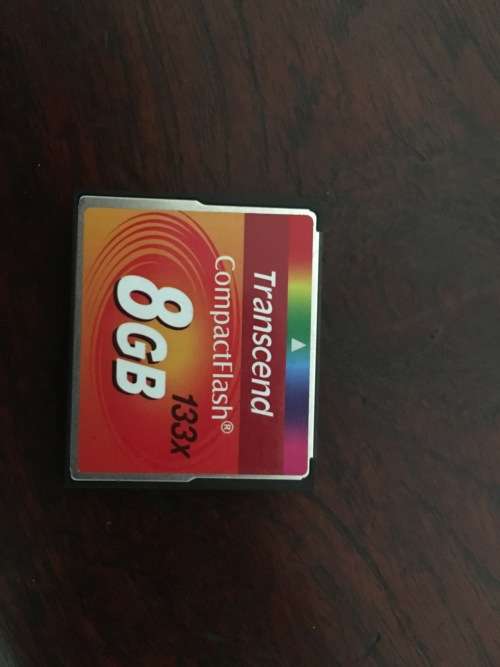 Transcend
CompactFlash®
133x
8GB